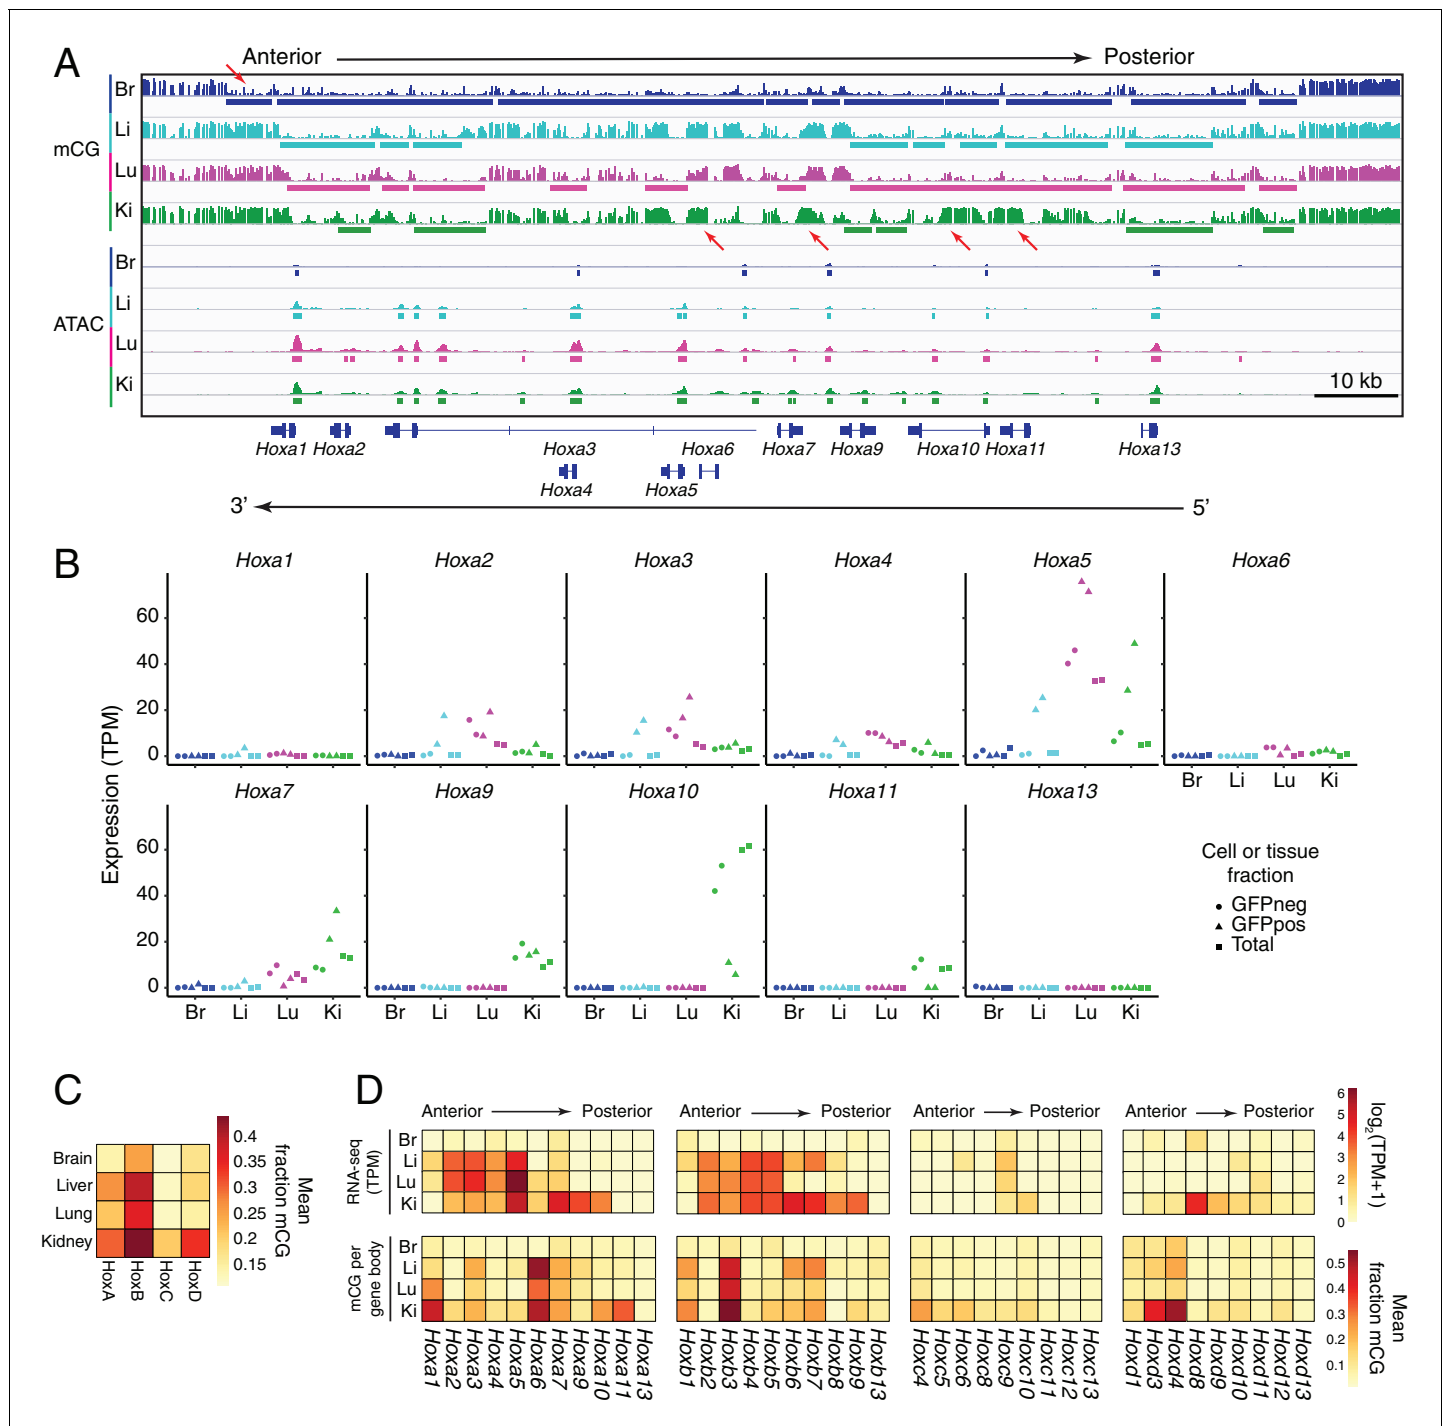 A
Anterior
Posterior
mCG
Br
Li
Lu
Ki
ATAC
Br
Li
Lu
Ki
10 kb
Hoxa1 Hoxa2 Hoxa3 Hoxa6 Hoxa7 Hoxa9 Hoxa10 Hoxa11 Hoxa13
Hoxa4 Hoxa5
3’ 5’
B
Expression (TPM)
Hoxa1 Hoxa2 Hoxa3 Hoxa4 Hoxa5 Hoxa6
60
40
20
0
Br Li Lu Ki
Hoxa7 Hoxa9 Hoxa10 Hoxa11 Hoxa13
60
40
20
0
Br Li Lu Ki Br Li Lu Ki Br Li Lu Ki Br Li Lu Ki Br Li Lu Ki
Cell or tissue
fraction
GFPneg
GFPpos
Total
C
Brain
Liver
Lung
Kidney
HoxA HoxB HoxC HoxD
0.4
0.35
0.3
0.25
0.2
0.15
Mean
fraction mCG
D
Anterior Posterior Anterior Posterior Anterior Posterior Anterior Posterior
RNA-seq
(TPM)
Br
Li
Lu
Ki
6
5
4
3
2
1
0
log2(TPM+1)
mCG per
gene body
Br
Li
Lu
Ki
0.5
0.4
0.3
0.2
0.1
Mean
fraction mCG
Hoxa1 Hoxa2 Hoxa3 Hoxa4 Hoxa5 Hoxa6 Hoxa7 Hoxa9 Hoxa10 Hoxa11 Hoxa13
Hoxb1 Hoxb2 Hoxb3 Hoxb4 Hoxb5 Hoxb6 Hoxb7 Hoxb8 Hoxb9 Hoxb13
Hoxc4 Hoxc5 Hoxc6 Hoxc8 Hoxc9 Hoxc10 Hoxc11 Hoxc12 Hoxc13
Hoxd1 Hoxd3 Hoxd4 Hoxd8 Hoxd9 Hoxd10 Hoxd11 Hoxd12 Hoxd13